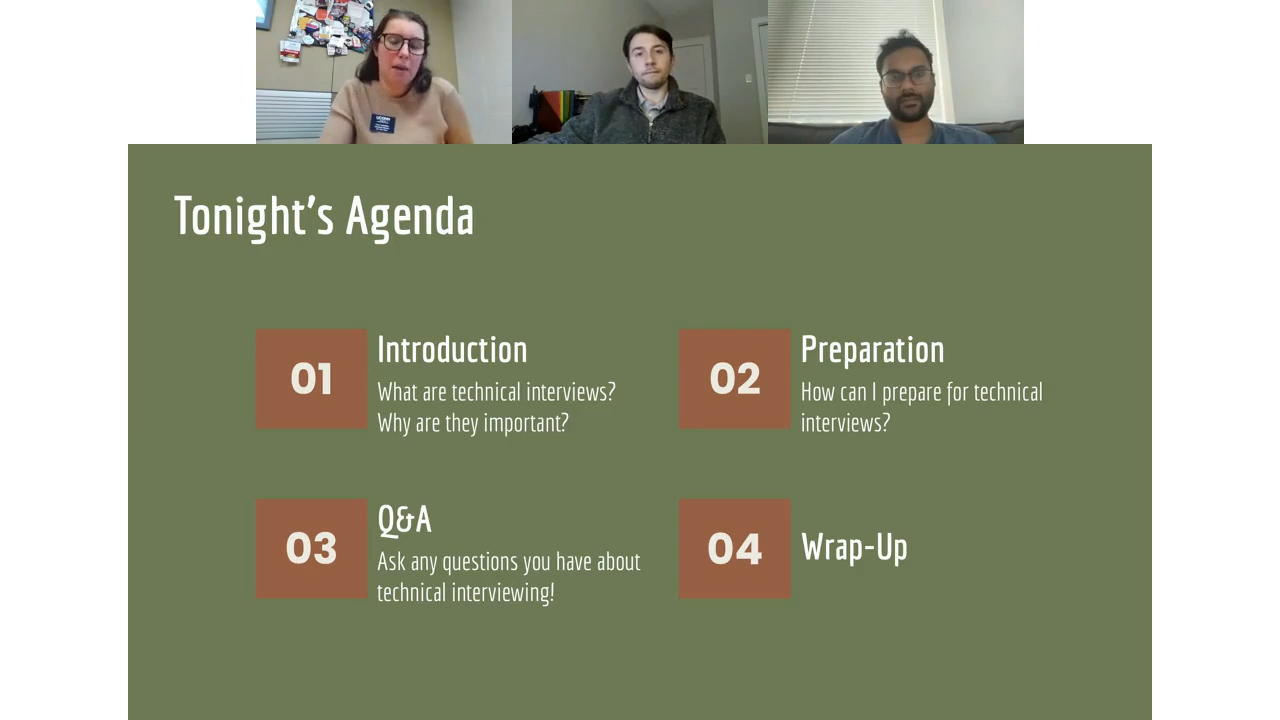 UCONN
Tonight's Agenda
01
Introduction
What are technical interviews?
Why are they important?
02
Preparation
How can I prepare for technical
interviews?
03
Q&A
Ask any questions you have about
technical interviewing!
04
Wrap-Up